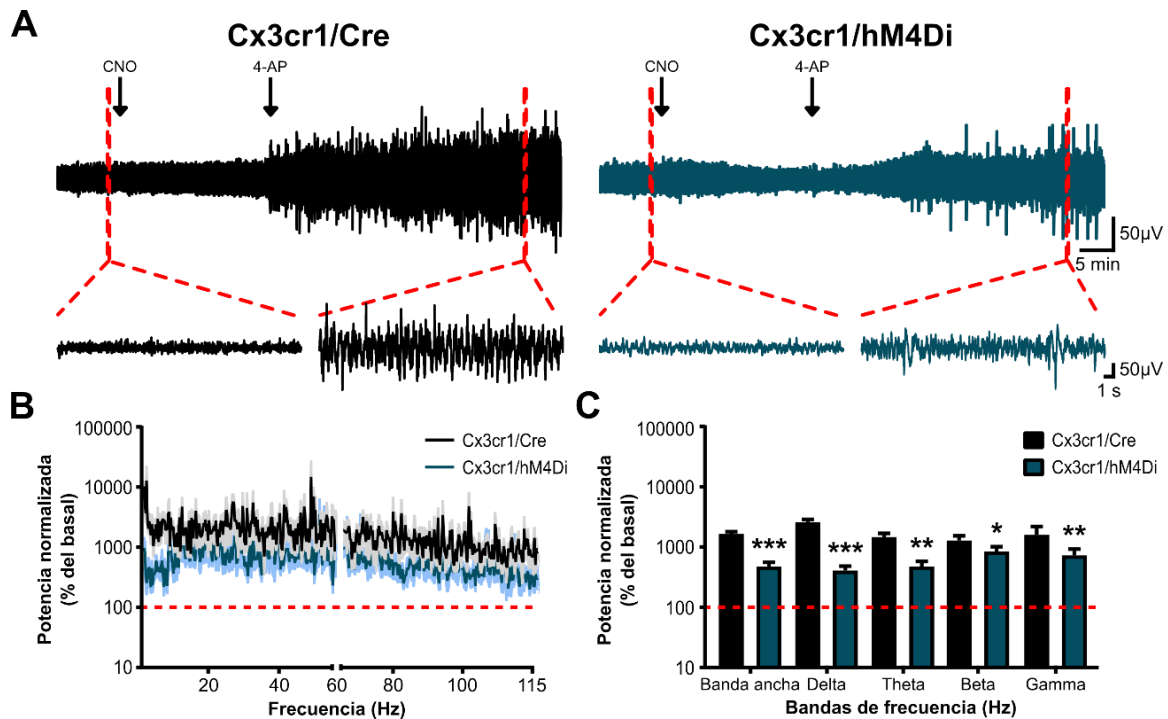 A
Cx3cr1/Cre
Cx3cr1/hM4Di
CNO
4-AP
CNO
4-AP
50µV
5 min
50µV
1 s
B
Potencia normalizada
(% del basal)
100000
10000
1000
100
10
Cx3cr1/Cre
Cx3cr1/hM4Di
20
40
60
80
100
115
Frecuencia (Hz)
C
Potencia normalizada
(% del basal)
100000
10000
1000
100
10
Cx3cr1/Cre
Cx3cr1/hM4Di
***
***
**
*
**
Banda ancha
Delta
Theta
Beta
Gamma
Bandas de frecuencia (Hz)